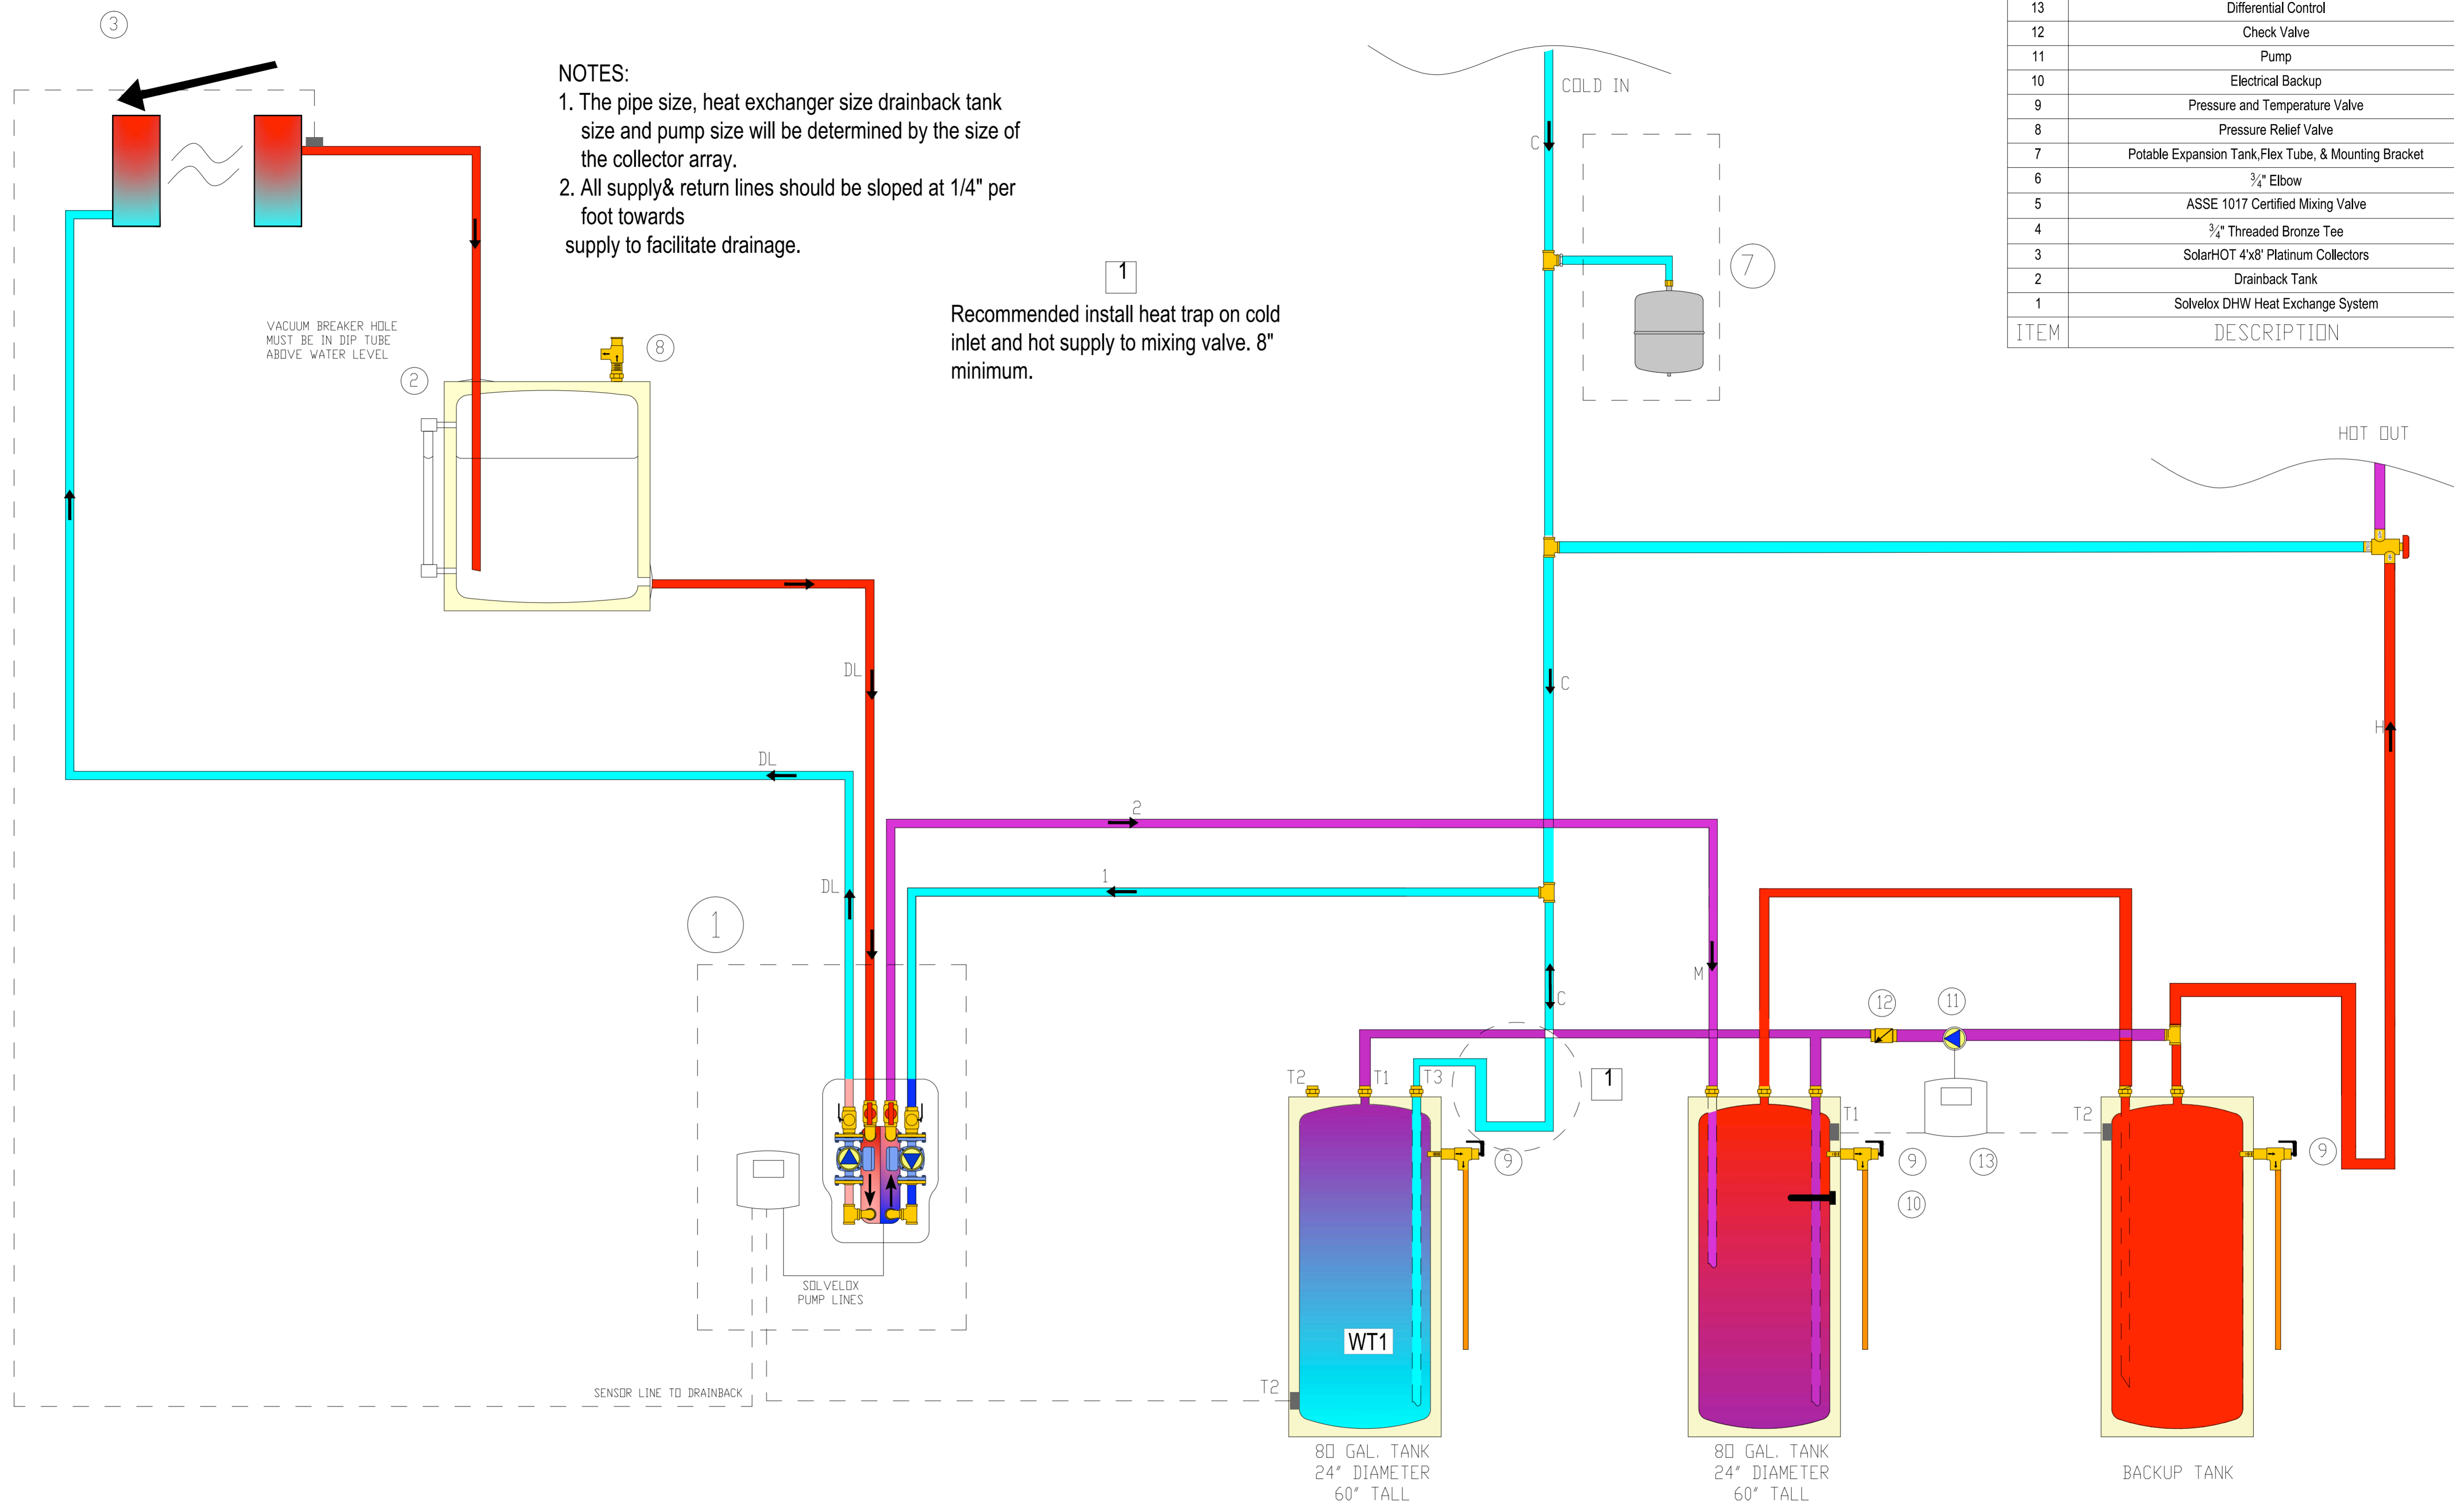 3
NOTES:
1. The pipe size, heat exchanger size drainback tank
size and pump size will be determined by the size of
the collector array.
2. All supply& return lines should be sloped at 1/4" per
foot towards
supply to facilitate drainage.
1
Recommended install heat trap on cold
inlet and hot supply to mixing valve. 8"
minimum.
COLD IN
C
7
13 Differential Control
12 Check Valve
11 Pump
10 Electrical Backup
9 Pressure and Temperature Valve
8 Pressure Relief Valve
7 Potable Expansion Tank,Flex Tube, & Mounting Bracket
6 ¾" Elbow
5 ASSE 1017 Certified Mixing Valve
4 ¾" Threaded Bronze Tee
3 SolarHOT 4'x8' Platinum Collectors
2 Drainback Tank
1 Solvelox DHW Heat Exchange System
ITEM DESCRIPTION
VACUUM BREAKER HOLE
MUST BE IN DIP TUBE
ABOVE WATER LEVEL
2
8
HOT OUT
DL
C
H
DL
2
DL
1
1
M
C
12
11
T2
T1
T3
1
T1
T2
9
9
13
9
10
SOLVELOX
PUMP LINES
WT1
SENSOR LINE TO DRAINBACK
T2
80 GAL. TANK
24" DIAMETER
60" TALL
80 GAL. TANK
24" DIAMETER
60" TALL
BACKUP TANK